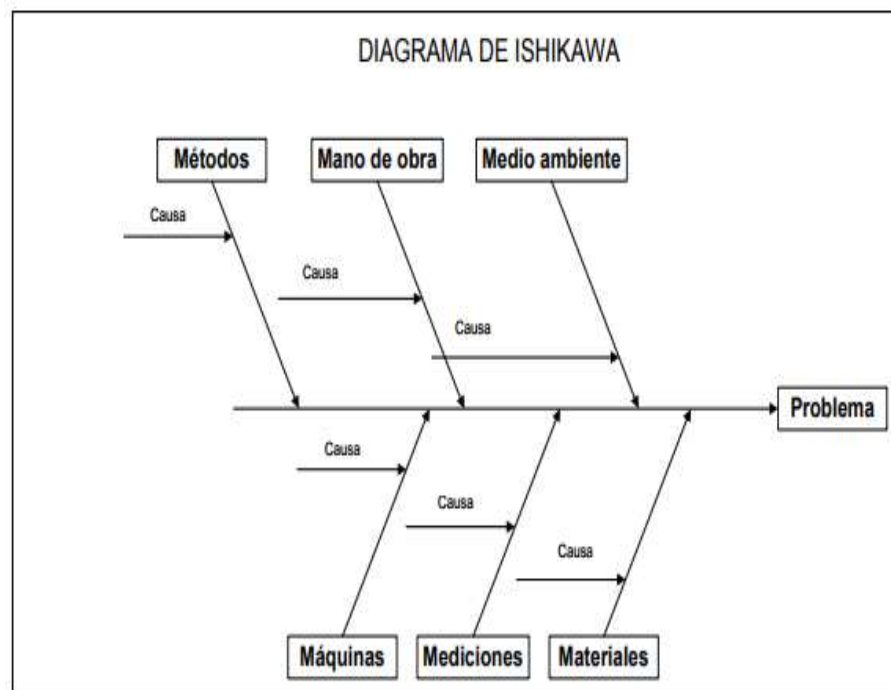 DIAGRAMA DE ISHIKAWA
Métodos
Mano de obra
Medio ambiente
Causa
Causa
Causa
Problema
Causa
Causa
Causa
Máquinas
Mediciones
Materiales